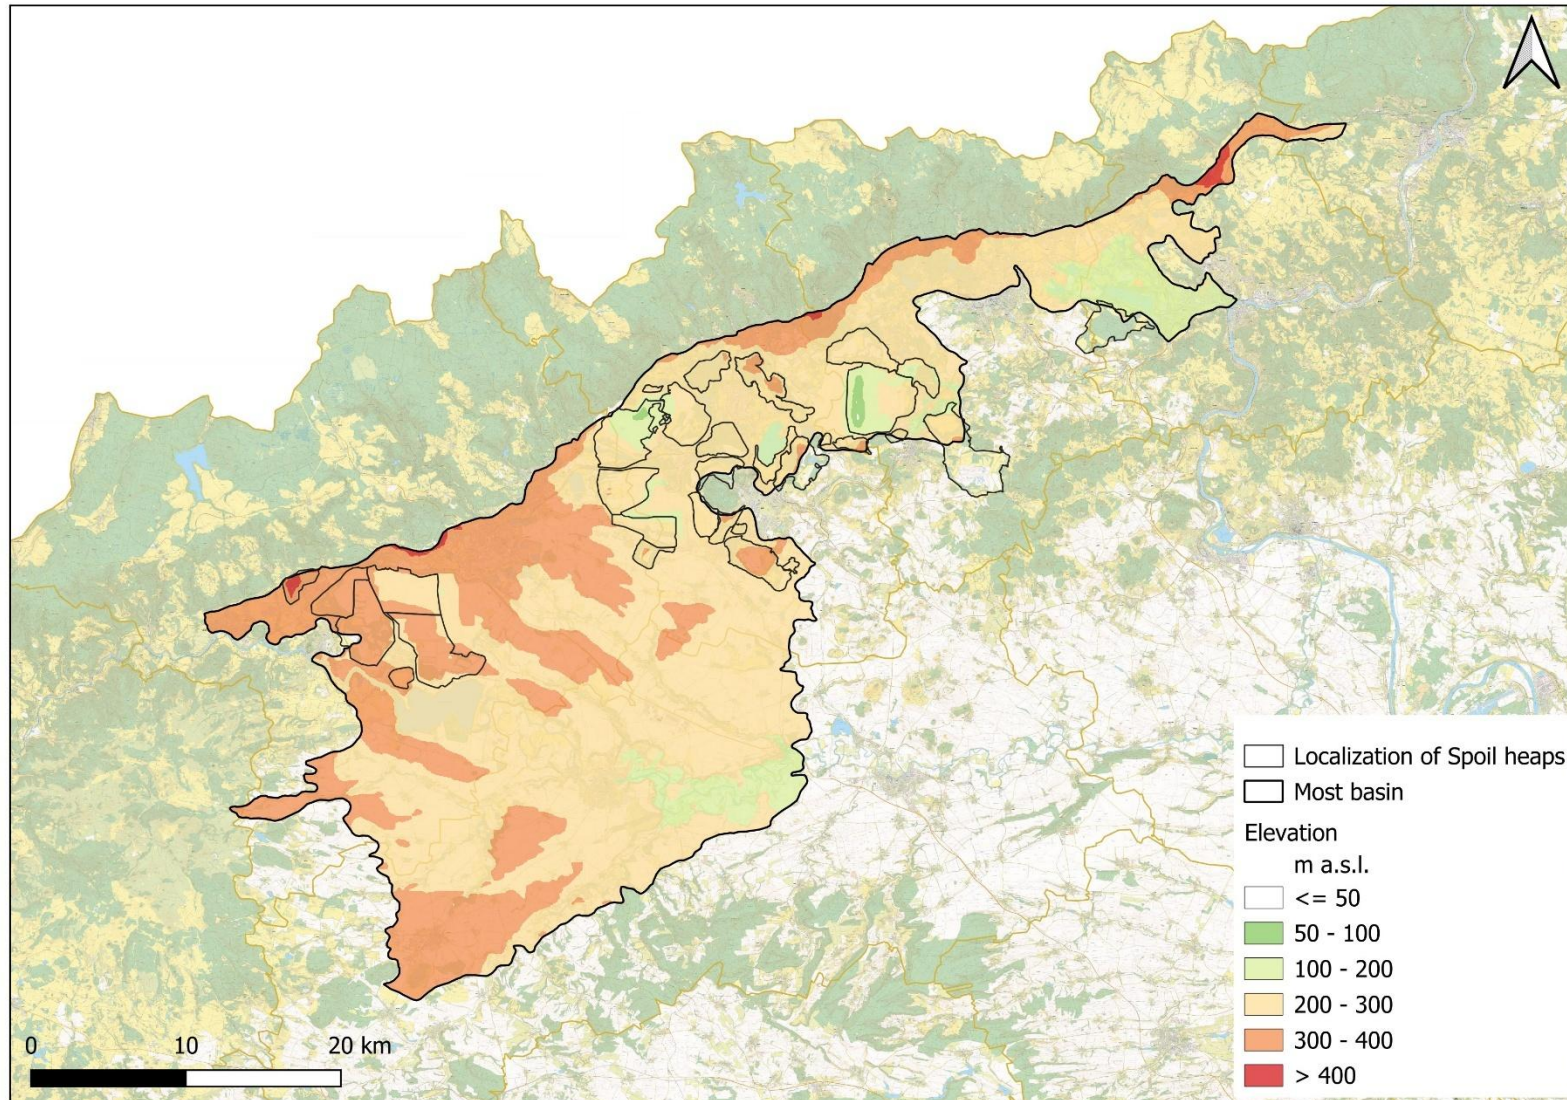 Localization of Spoil heaps
Most basin
Elevation
m a.s.l.
<= 50
50 - 100
100 - 200
200 - 300
300 - 400
> 400
0 10 20 km